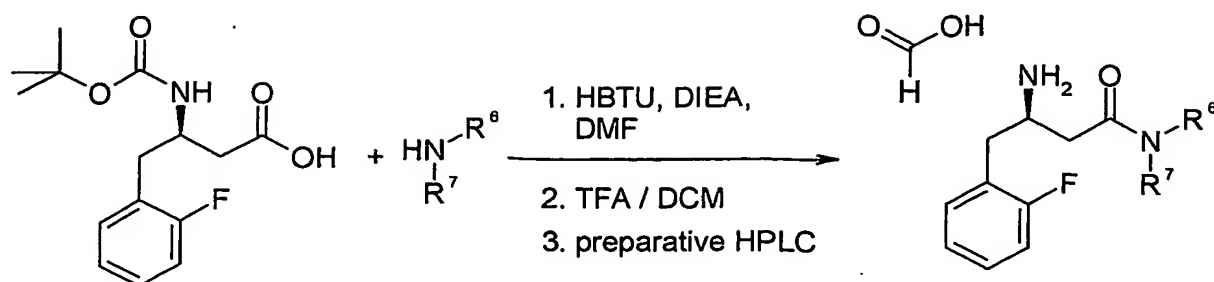 O
O
NH
O
OH
F
+
HN
R⁶
R⁷
1. HBTU, DIEA,
DMF
2. TFA / DCM
3. preparative HPLC
O
OH
H
NH₂
O
N
R⁶
R⁷
F